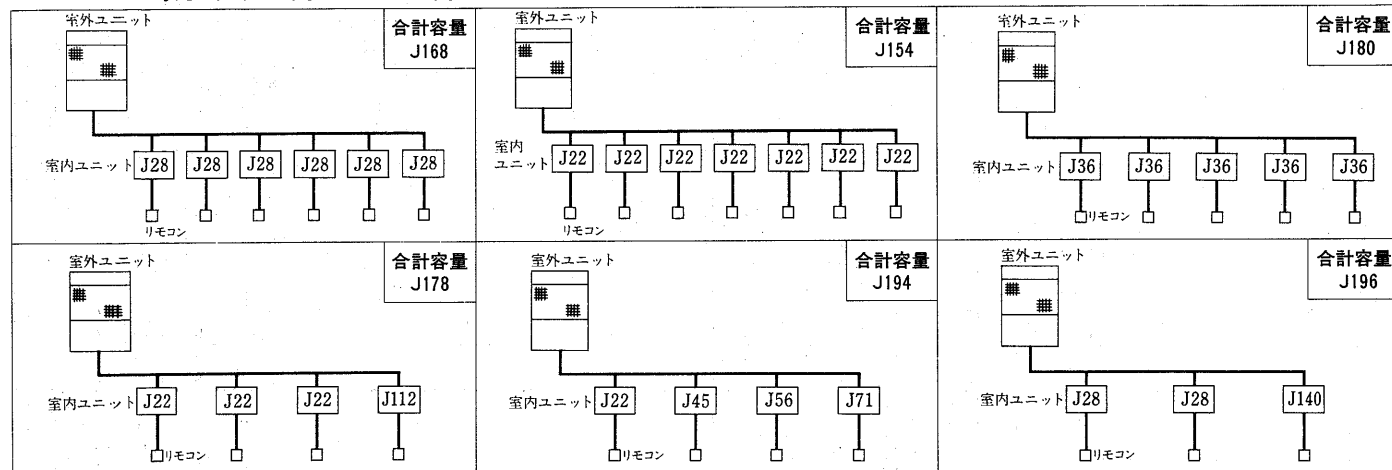 室外ユニット
合計容量
J168
室内ユニット
J28 J28 J28 J28 J28 J28
リモコン
室外ユニット
合計容量
J154
室内
ユニット
J22 J22 J22 J22 J22 J22 J22
リモコン
室外ユニット
合計容量
J180
室内ユニット
J36 J36 J36 J36 J36
リモコン
室外ユニット
合計容量
J178
室内ユニット
J22 J22 J22 J112
リモコン
室外ユニット
合計容量
J194
室内ユニット
J22 J45 J56 J71
リモコン
室外ユニット
合計容量
J196
室内ユニット
J28 J28 J140
リモコン